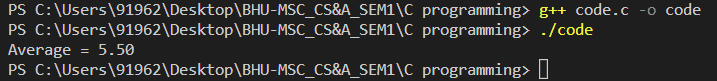 PS C:\Users\91962\Desktop\BHU-MSC_CS&A_SEM1\C programming> g++ code.c -o code
PS C:\Users\91962\Desktop\BHU-MSC_CS&A_SEM1\C programming> ./code
Average = 5.50
PS C:\Users\91962\Desktop\BHU-MSC_CS&A_SEM1\C programming>